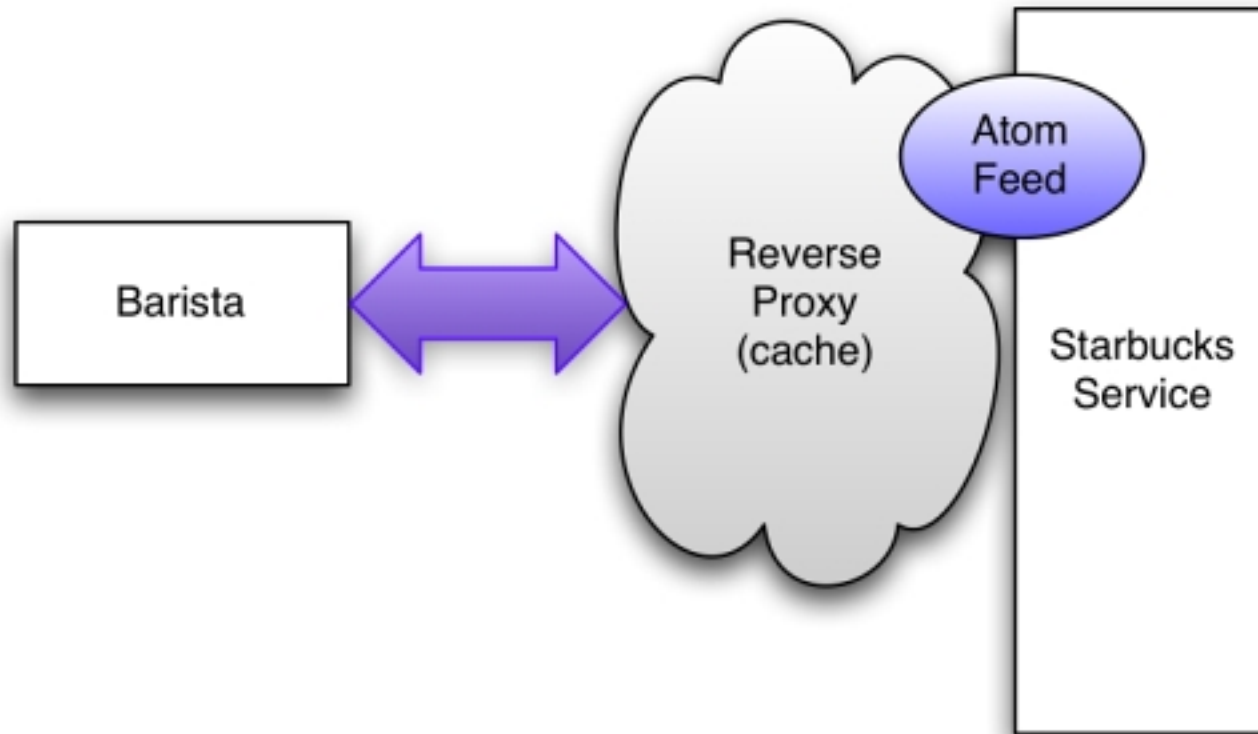 Barista
Reverse
Proxy
(cache)
Atom
Feed
Starbucks
Service